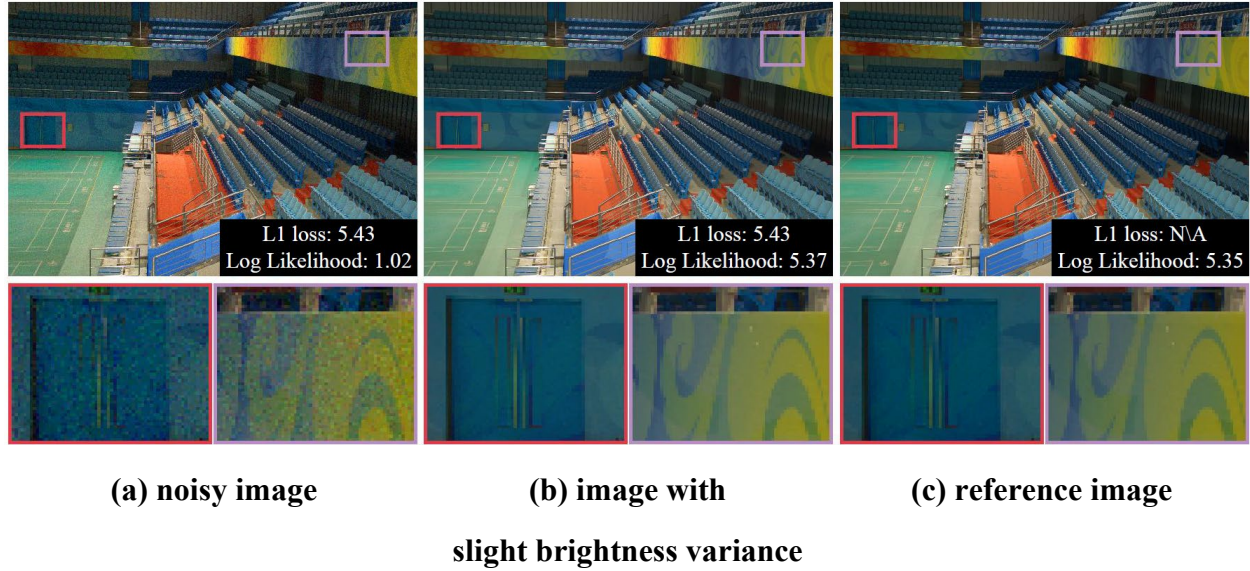 L1 loss: 5.43
Log Likelihood: 1.02
L1 loss: 5.43
Log Likelihood: 5.37
L1 loss: N\A
Log Likelihood: 5.35
(a) noisy image
(b) image with
slight brightness variance
(c) reference image